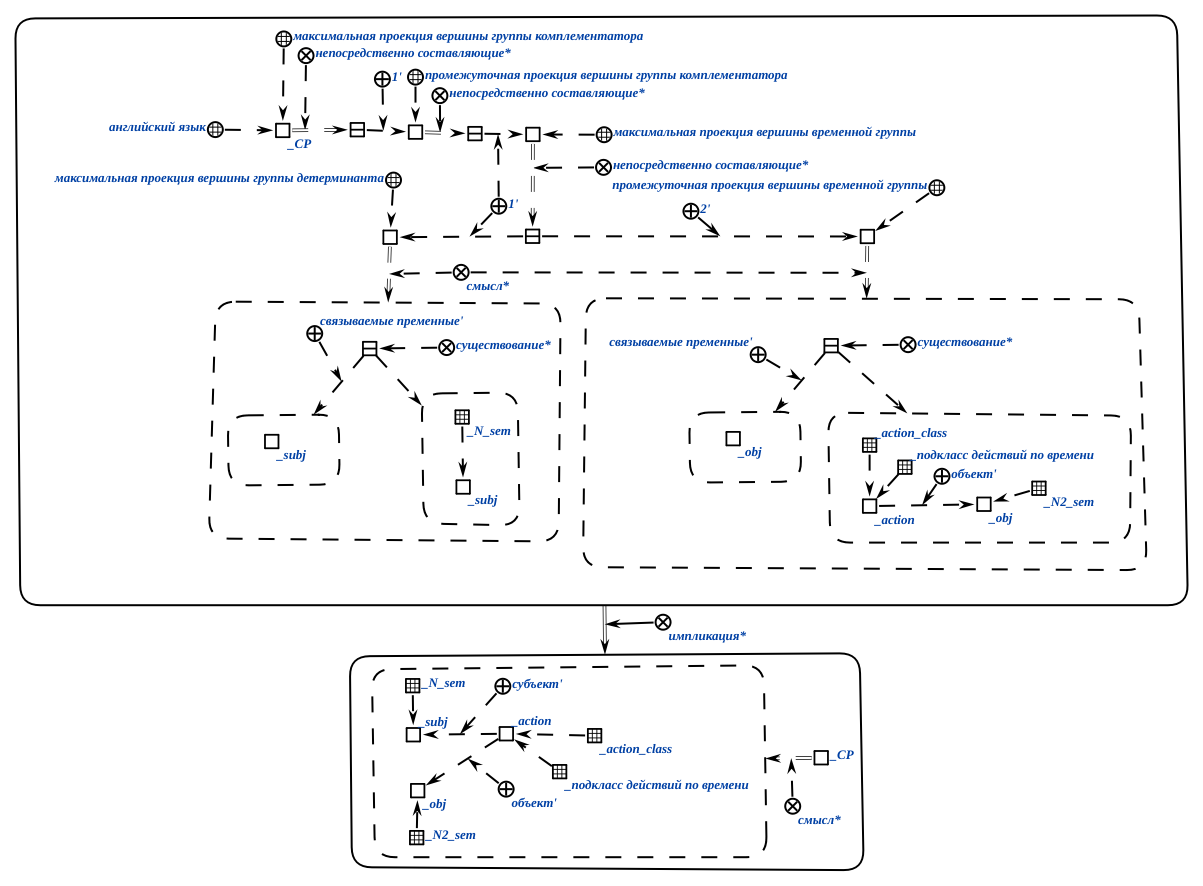 максимальная проекция вершины группы комплементатора
непосредственно составляющие*
1'
промежуточная проекция вершины группы комплементатора
непосредственно составляющие*
английский язык
_CP
максимальная проекция вершины временной группы
непосредственно составляющие*
максимальная проекция вершины группы детерминанта
промежуточная проекция вершины временной группы
1'
2'
смысл*
связываемые пременные'
существование*
_subj
_N_sem
_subj
связываемые пременные'
существование*
_obj
_action_class
_подкласс действий по времени
объект'
_N2_sem
_action
_obj
импликация*
_N_sem
субъект'
_subj
_action
_action_class
_CP
_подкласс действий по времени
_obj
объект'
смысл*
_N2_sem